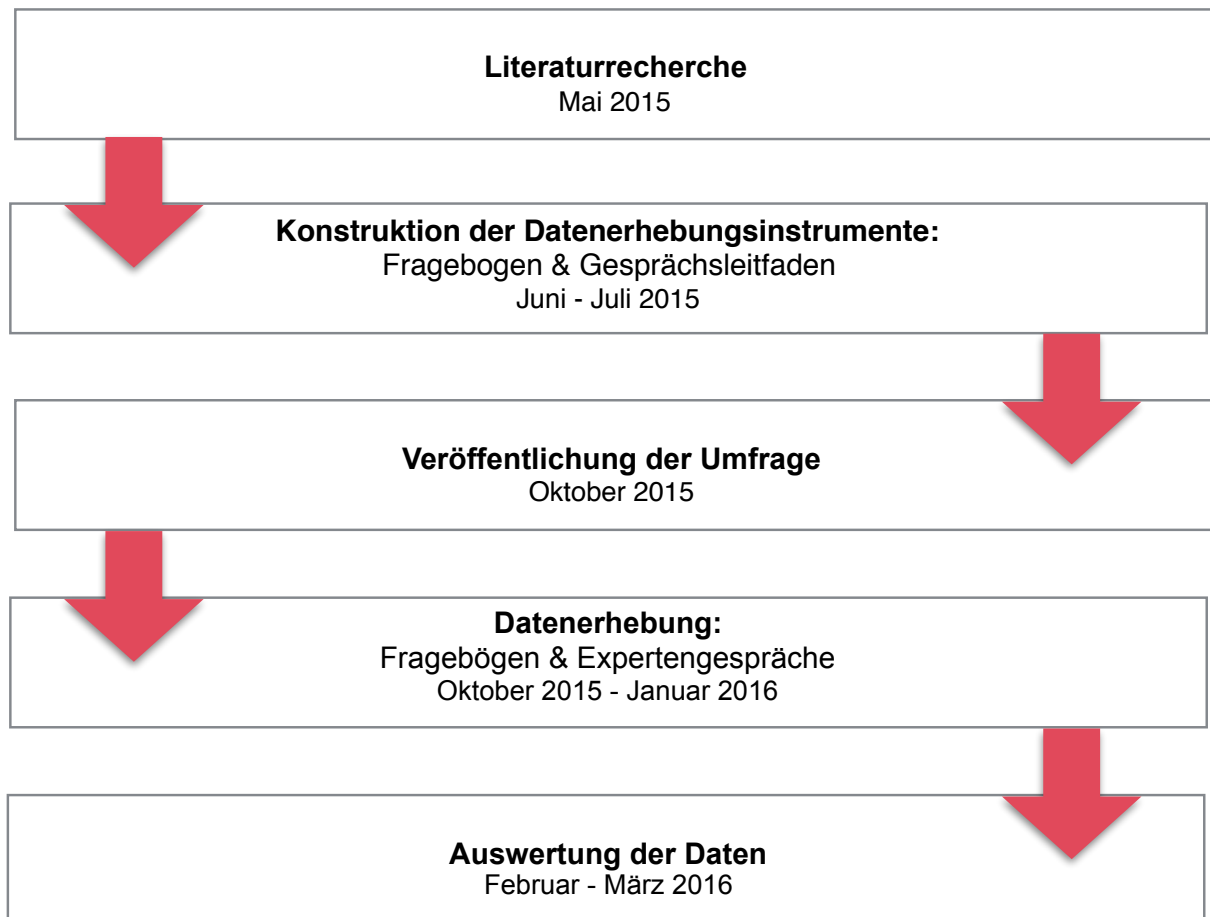 Literaturrecherche
Mai 2015
Konstruktion der Datenerhebungsinstrumente:
Fragebogen & Gesprächsleitfaden
Juni - Juli 2015
Veröffentlichung der Umfrage
Oktober 2015
Datenerhebung:
Fragebögen & Expertengespräche
Oktober 2015 - Januar 2016
Auswertung der Daten
Februar - März 2016